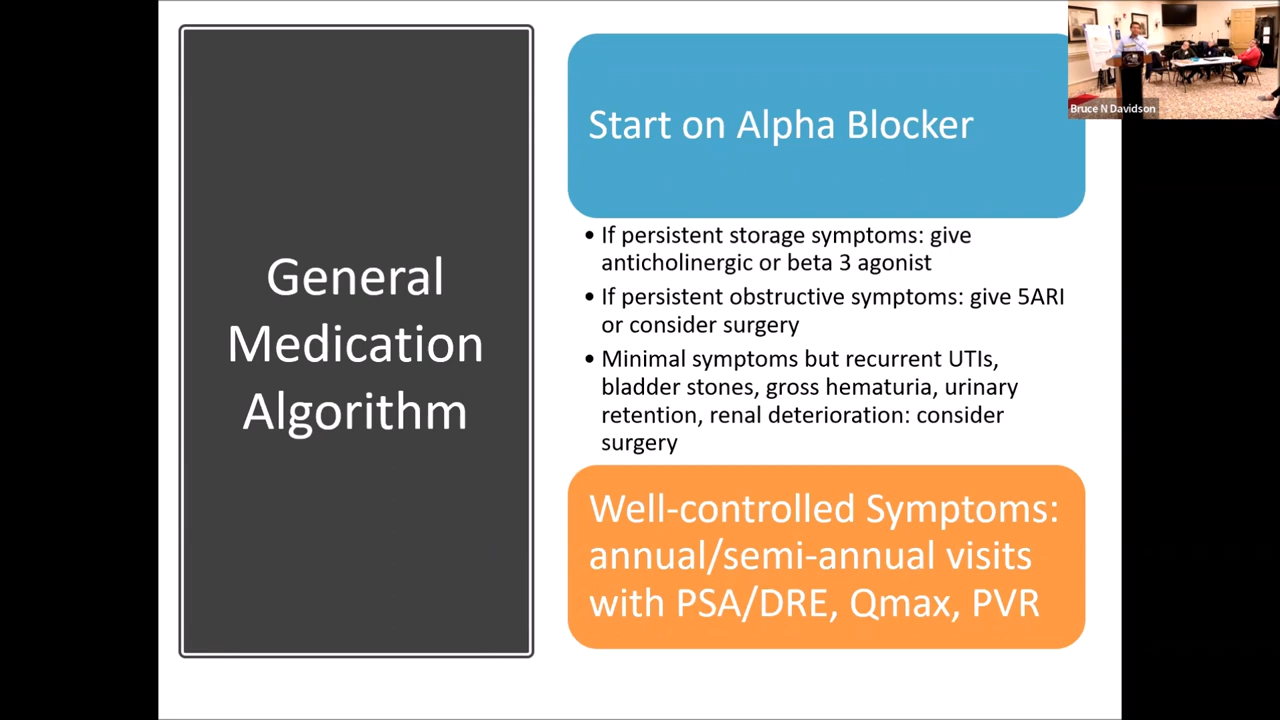 General
Medication
Algorithm
Start on Alpha Blocker
• If persistent storage symptoms: give
anticholinergic or beta 3 agonist
• If persistent obstructive symptoms: give 5ARI
or consider surgery
• Minimal symptoms but recurrent UTIs,
bladder stones, gross hematuria, urinary
retention, renal deterioration: consider
surgery
Well-controlled Symptoms:
annual/semi-annual visits
with PSA/DRE, Qmax, PVR
Bruce N Davidson